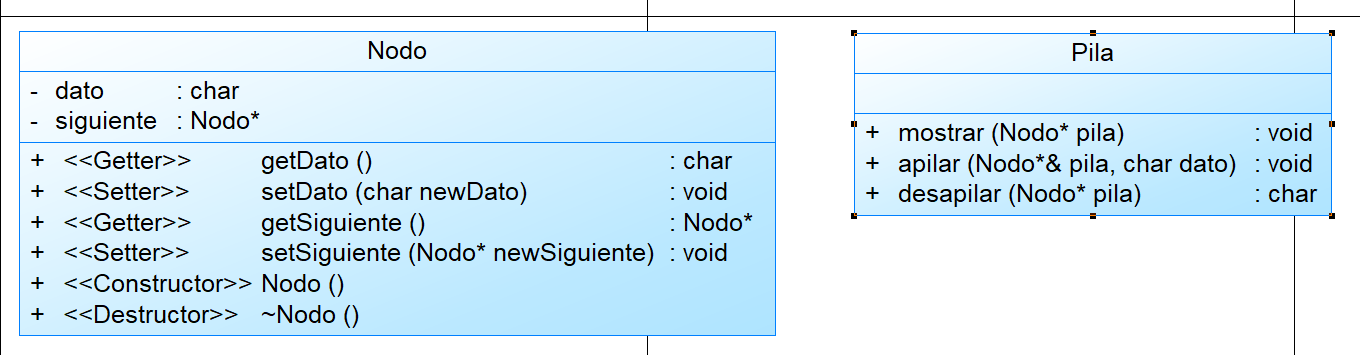 Nodo
- dato : char
- siguiente : Nodo*
+ <<Getter>> getDato () : char
+ <<Setter>> setDato (char newDato) : void
+ <<Getter>> getSiguiente () : Nodo*
+ <<Setter>> setSiguiente (Nodo* newSiguiente) : void
+ <<Constructor>> Nodo ()
+ <<Destructor>> ~Nodo ()
Pila
+ mostrar (Nodo* pila) : void
+ apilar (Nodo*& pila, char dato) : void
+ desapilar (Nodo* pila) : char